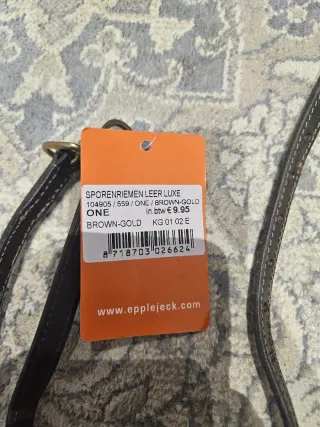 SPORENRIEMEN LEER LUXE
104905 / 559 / ONE / BROWN-GOLD
ONE in.btw € 9.95
BROWN-GOLD KG 01 02 E
8 718703 026624
www.epplejeck.com